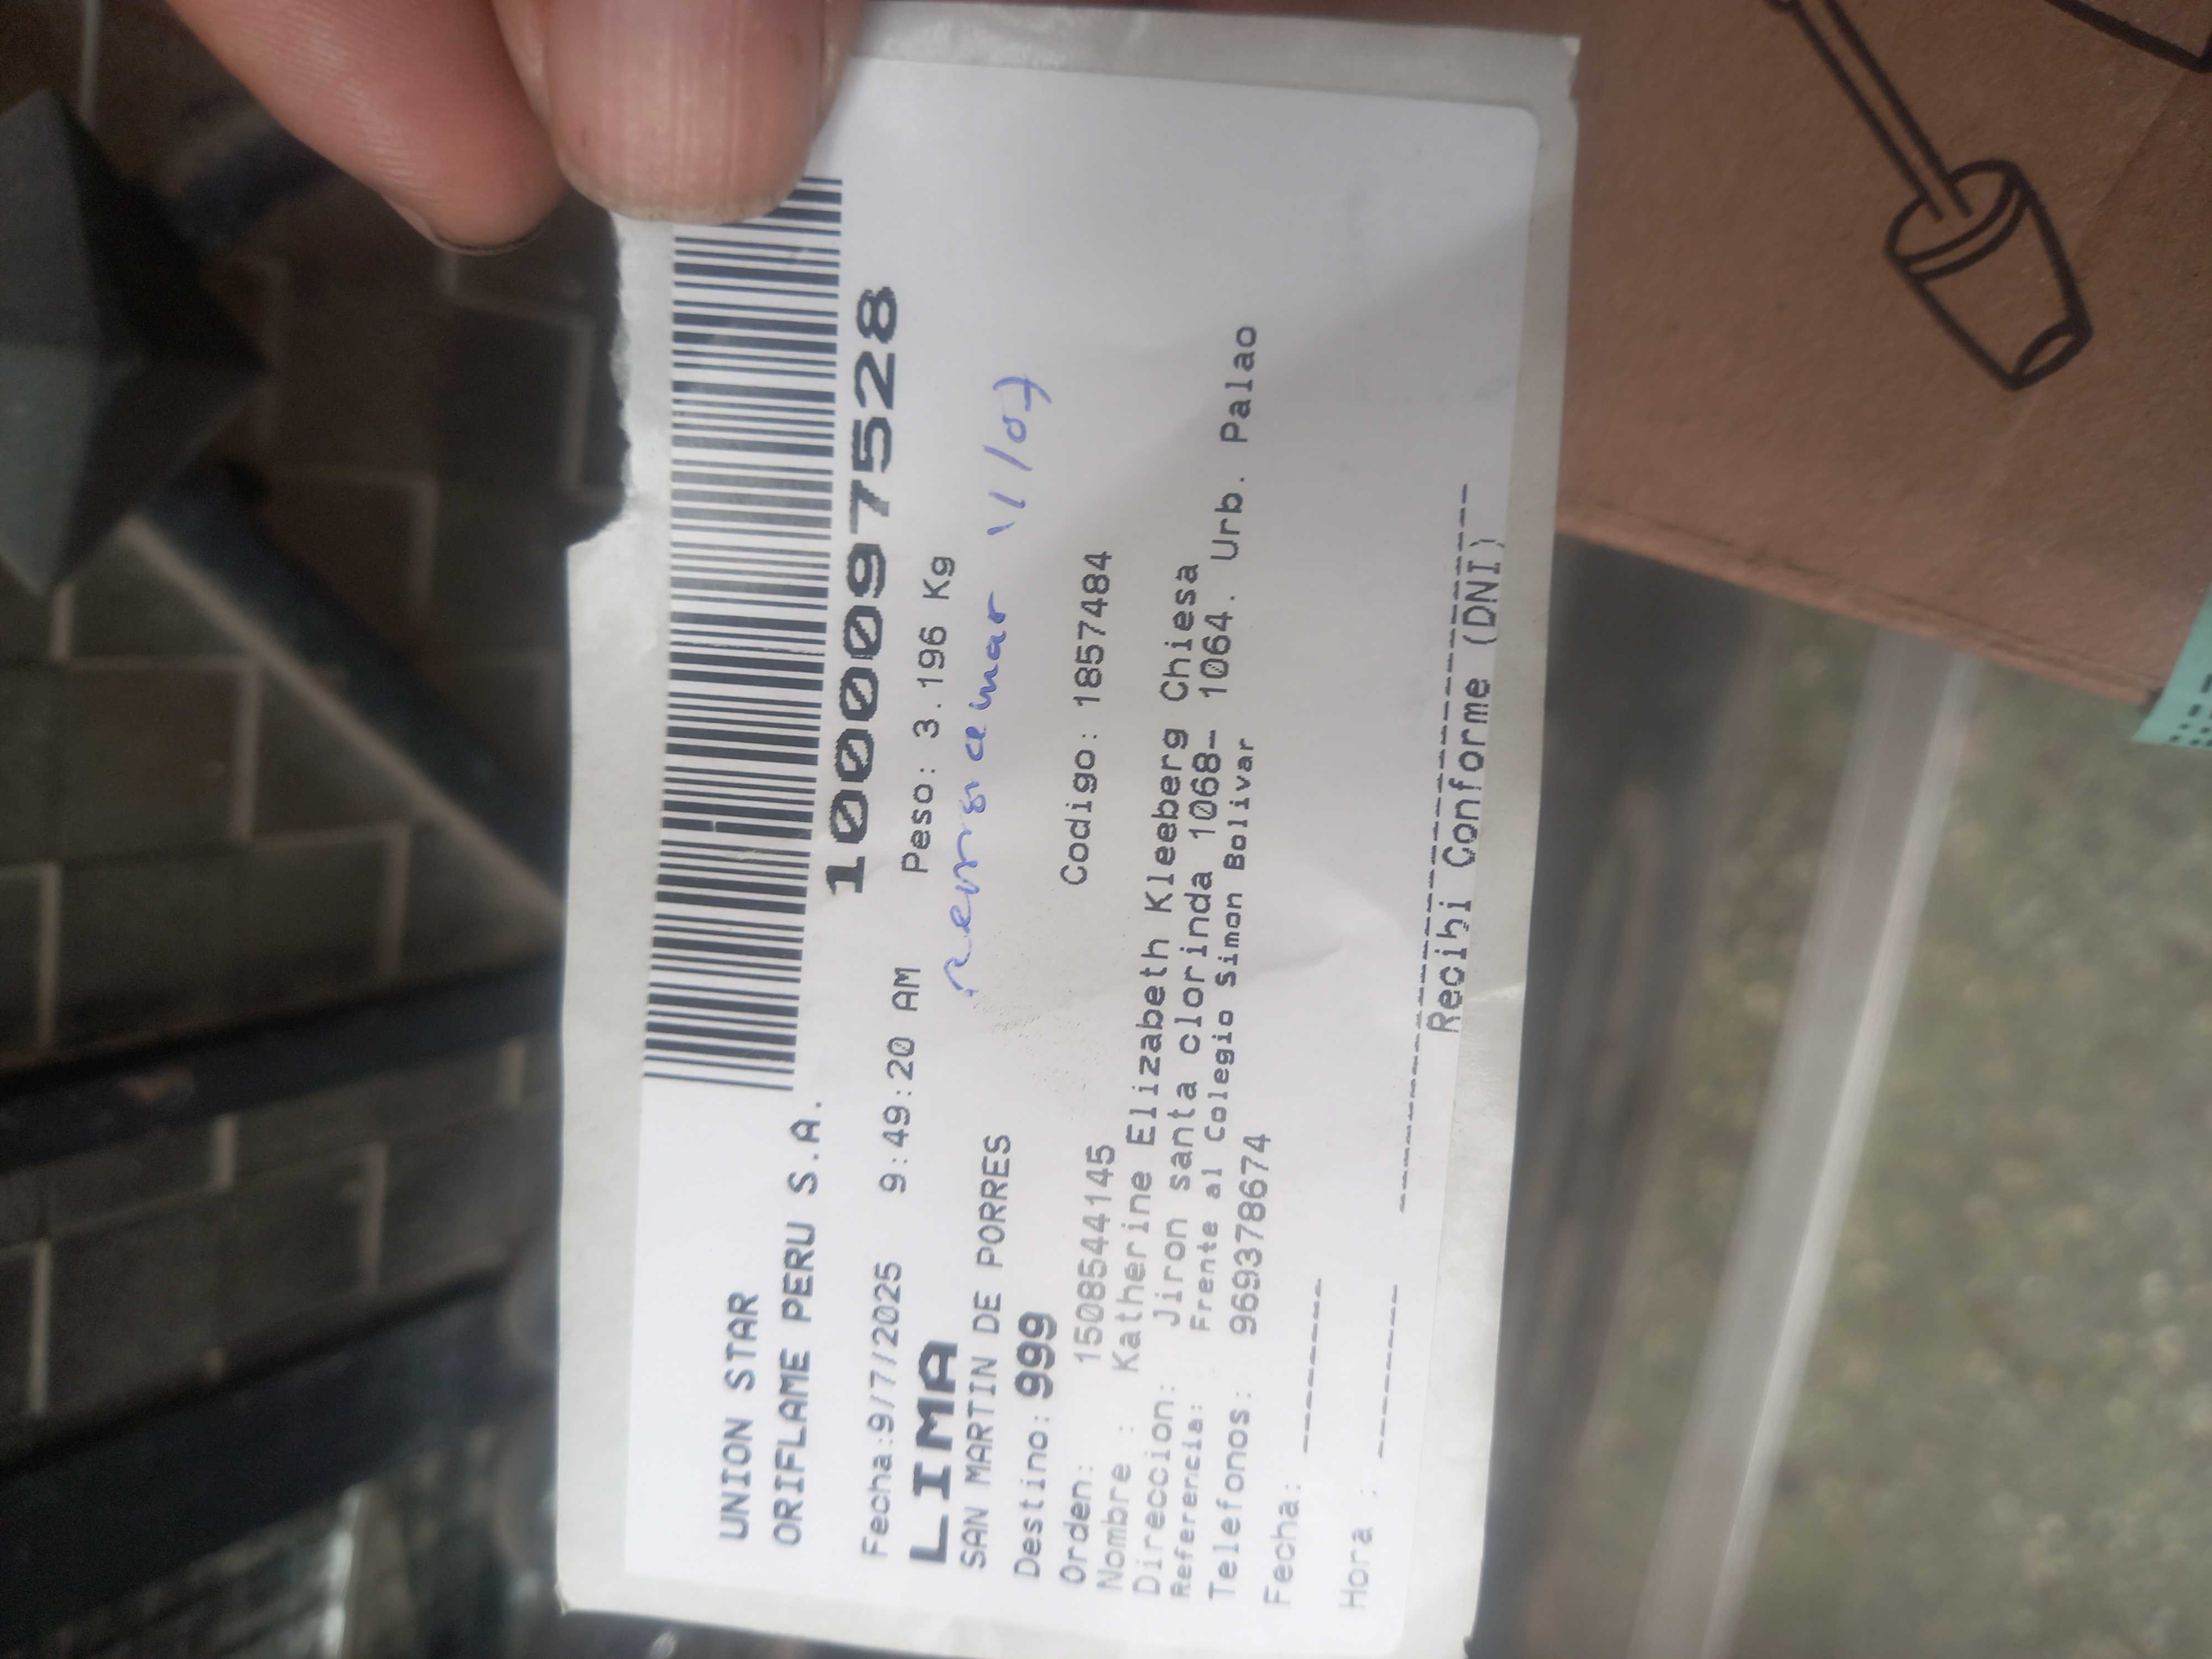 UNION STAR
ORIFLAME PERU S.A.
1000097528
Fecha:9/7/2025 9:49:20 AM Peso: 3.196 Kg
LIMA
SAN MARTIN DE PORRES
11/07
Destino: 999
Orden: 1508544145 Codigo: 1857484
Nombre : Katherine Elizabeth Kleeberg Chiesa
Direccion: Jiron santa clorinda 1068- 1064. Urb. Palao
Referencia: Frente al Colegio Simon Bolivar
Telefonos: 969378674
Fecha: ------
Hora : ------
Recibi Conforme (DNI)